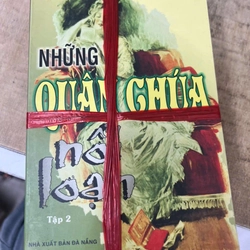 NHỮNG
QUẬN CHÚA
nổi
loạn
Tập 2
NHÀ XUẤT BẢN ĐÀ NẴNG